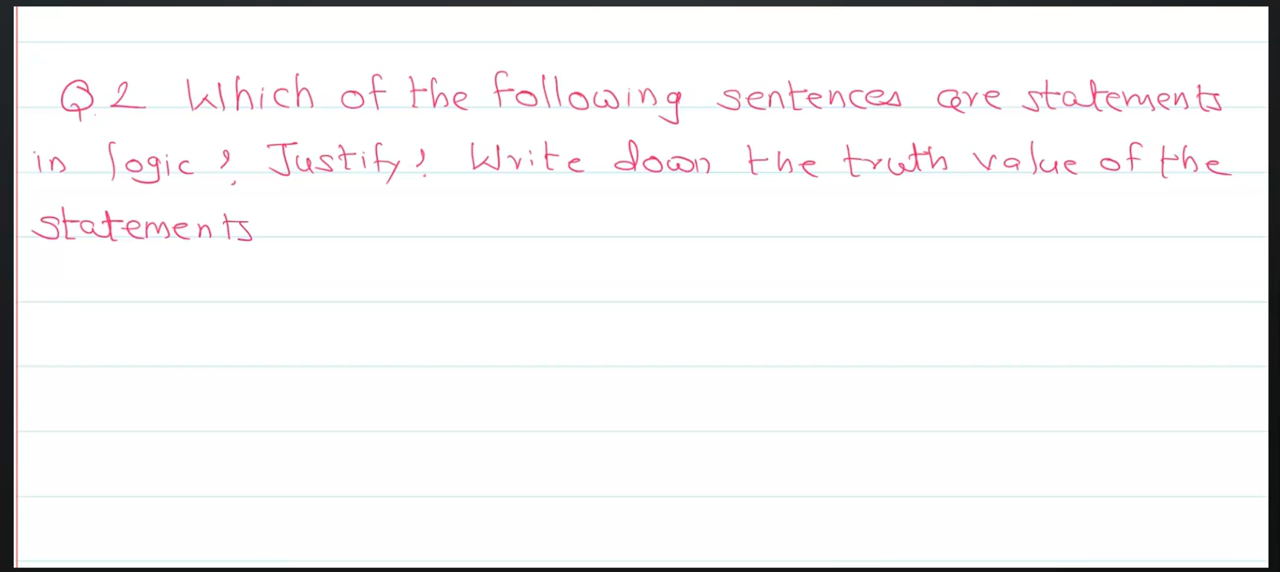 Q 2 Which of the following sentences are statements
in logic ? Justify ! Write down the truth value of the
statements